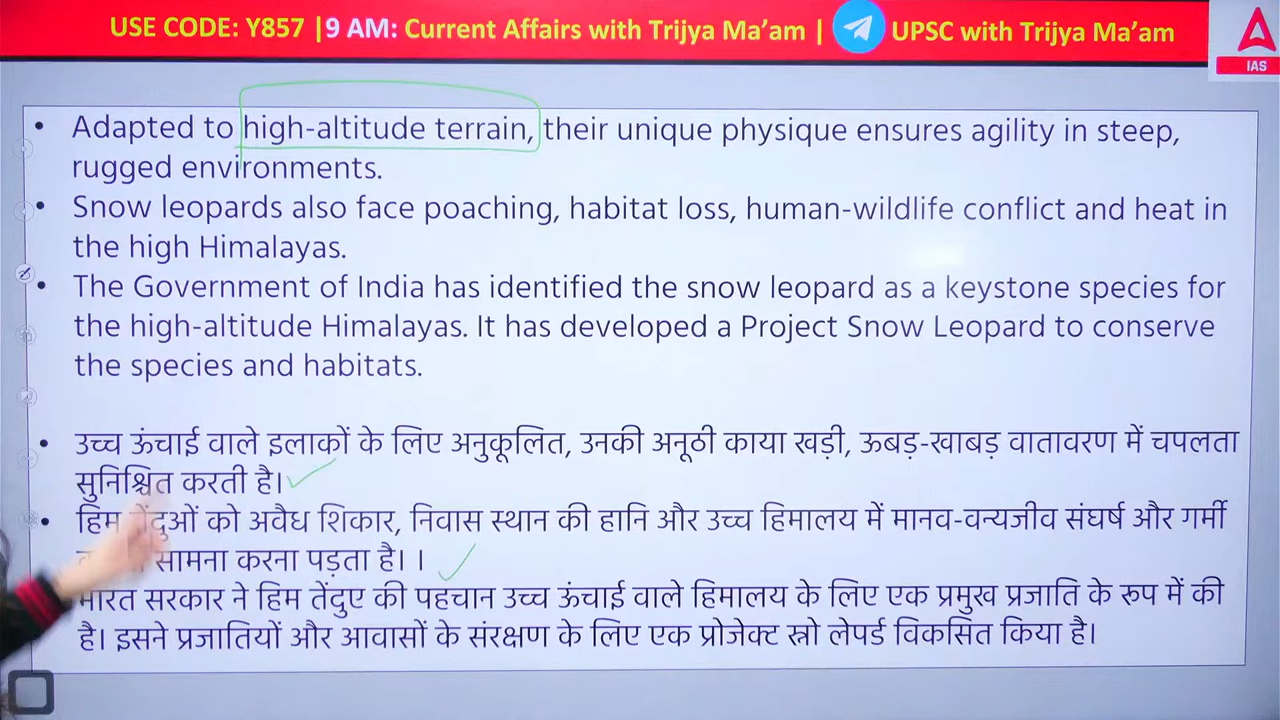 USE CODE: Y857 |9 AM: Current Affairs with Trijya Ma’am | UPSC with Trijya Ma’am
IAS
• Adapted to high-altitude terrain, their unique physique ensures agility in steep,
rugged environments.
• Snow leopards also face poaching, habitat loss, human-wildlife conflict and heat in
the high Himalayas.
• The Government of India has identified the snow leopard as a keystone species for
the high-altitude Himalayas. It has developed a Project Snow Leopard to conserve
the species and habitats.
• उच्च ऊंचाई वाले इलाकों के लिए अनुकूलित, उनकी अनूठी काया खड़ी, ऊबड़-खाबड़ वातावरण में चपलता
सुनिश्चित करती है।
• हिम तेंदुओं को अवैध शिकार, निवास स्थान की हानि और उच्च हिमालय में मानव-वन्यजीव संघर्ष और गर्मी
सामना करना पड़ता है। ।
भारत सरकार ने हिम तेंदुए की पहचान उच्च ऊंचाई वाले हिमालय के लिए एक प्रमुख प्रजाति के रूप में की
है। इसने प्रजातियों और आवासों के संरक्षण के लिए एक प्रोजेक्ट स्नो लेपर्ड विकसित किया है।